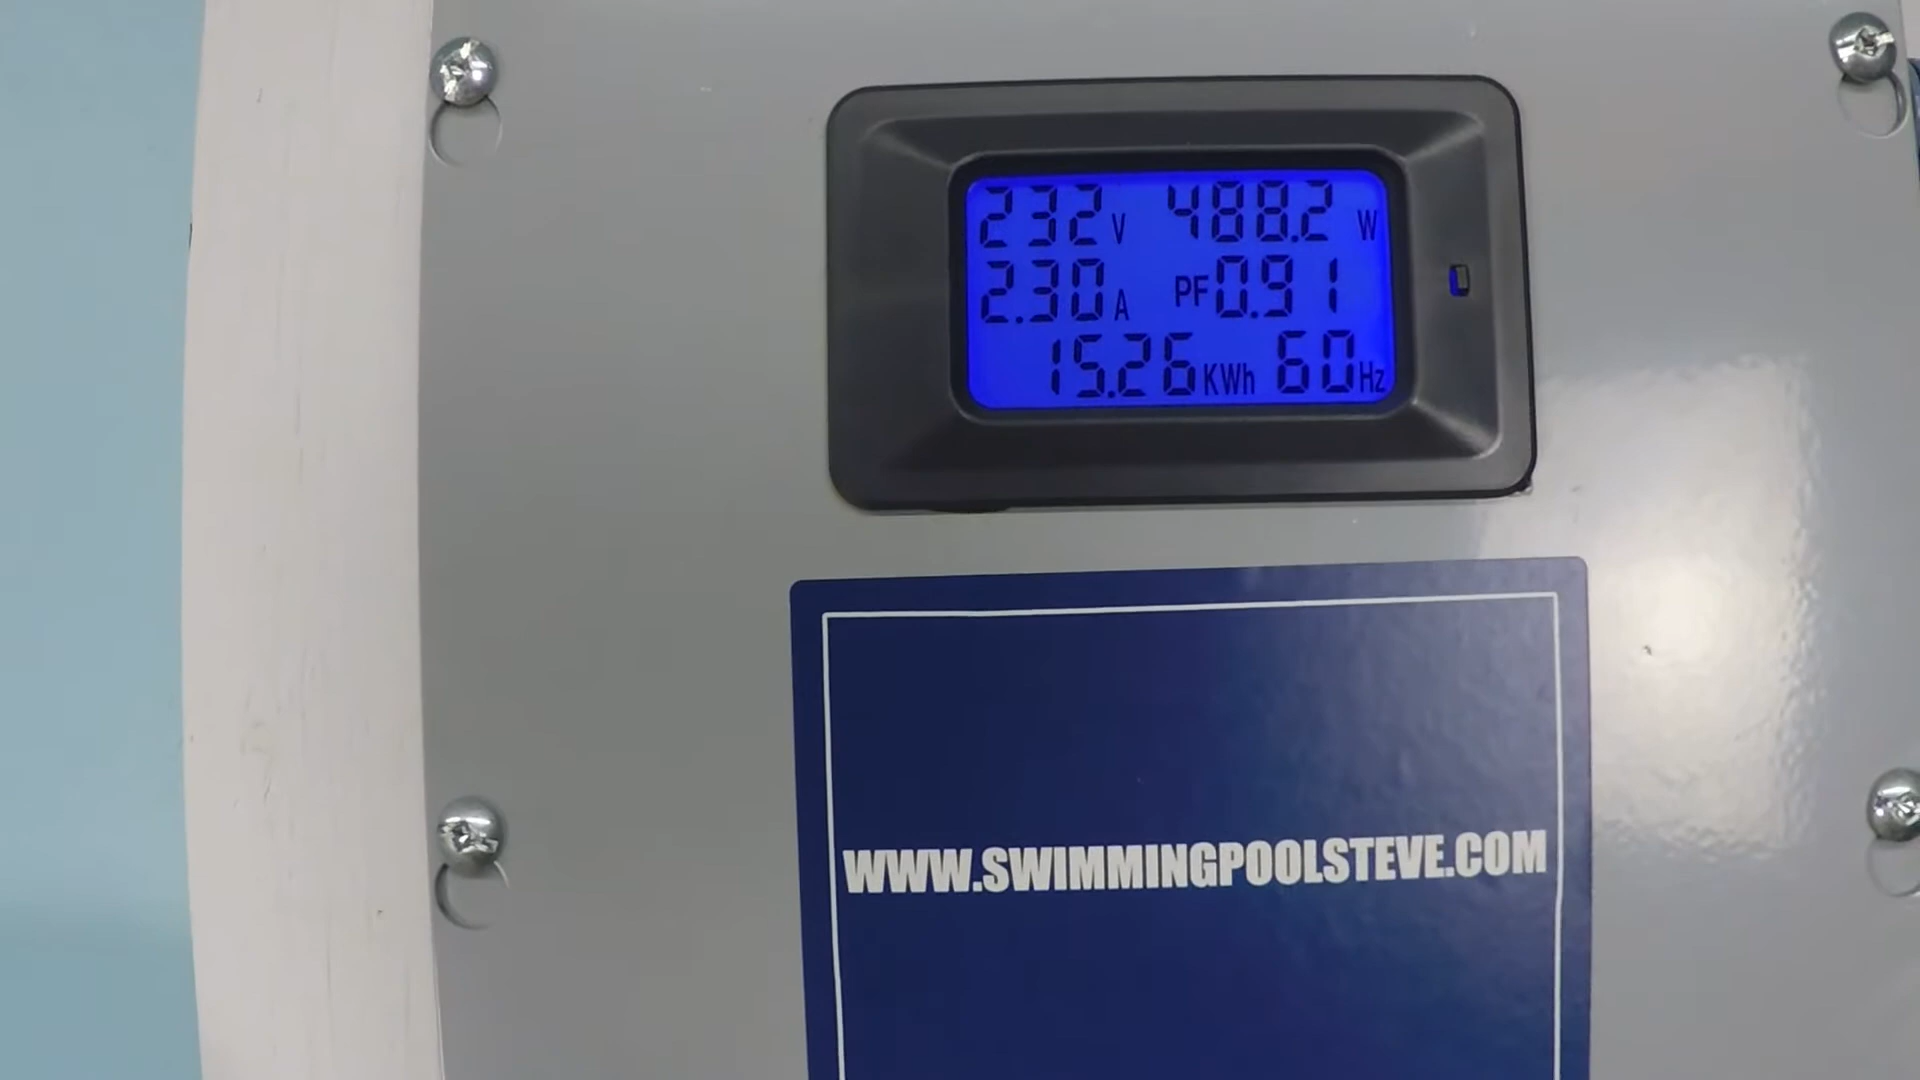 232 V 488.2 W
2.30 A PF 0.91
15.26 KWh 60 Hz
WWW.SWIMMINGPOOLSTEVE.COM